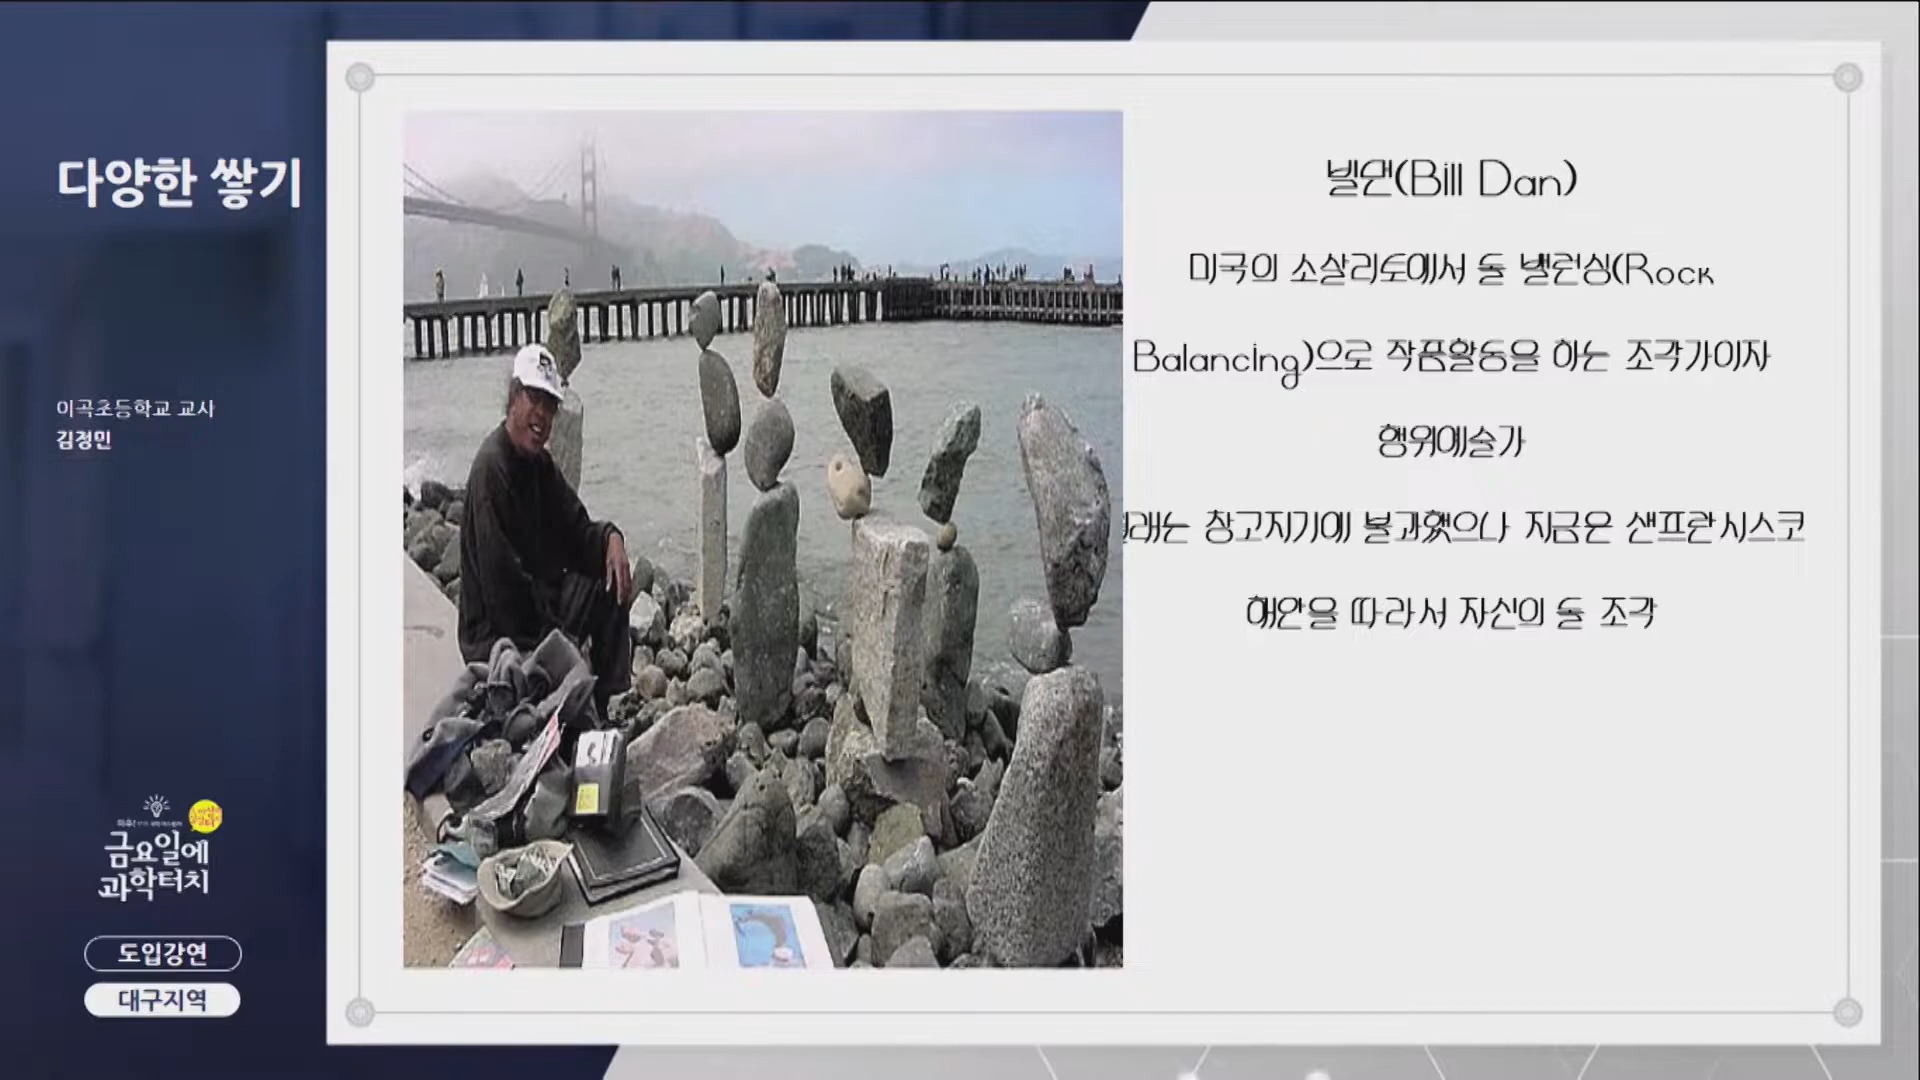 다양한 쌓기
이곡초등학교 교사
김정민
금요일에
과학터치
도입강연
대구지역
빌댄(Bill Dan)
미국의 소살리토에서 돌 밸런싱(Rock
Balancing)으로 작품활동을 하는 조각가이자
행위예술가
창고지기에 불과했으나 지금은 샌프란시스코
해안을 따라서 자신의 돌 조각